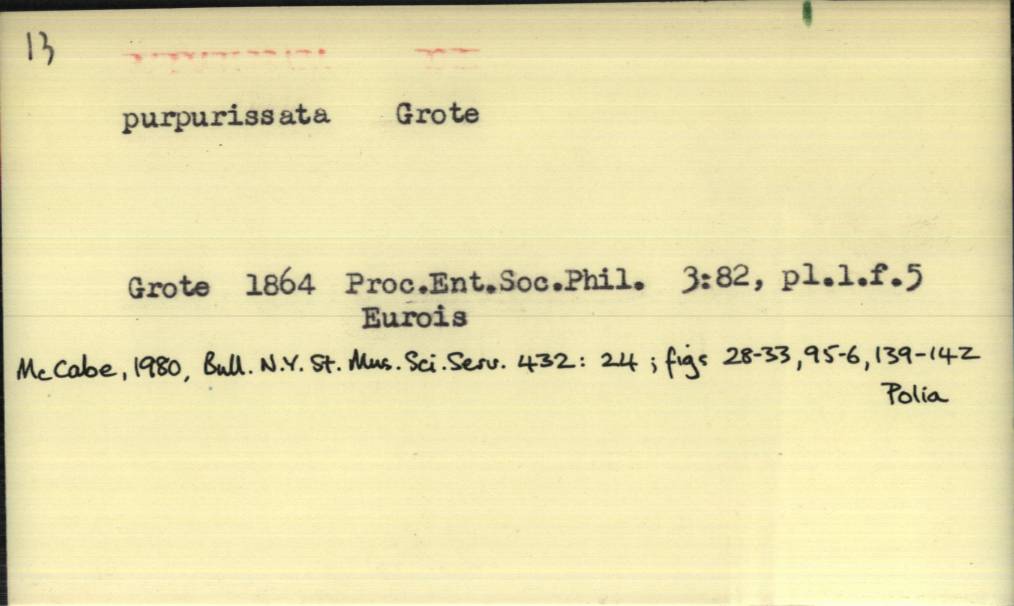 13
purpurissata Grote
Grote 1864 Proc.Ent.Soc.Phil. 3:82, pl.1.f.5
Eurois
McCabe, 1980, Bull. N.Y. St. Mus. Sci. Serv. 432: 24 ; figs 28-33, 95-6, 139-142
Polia